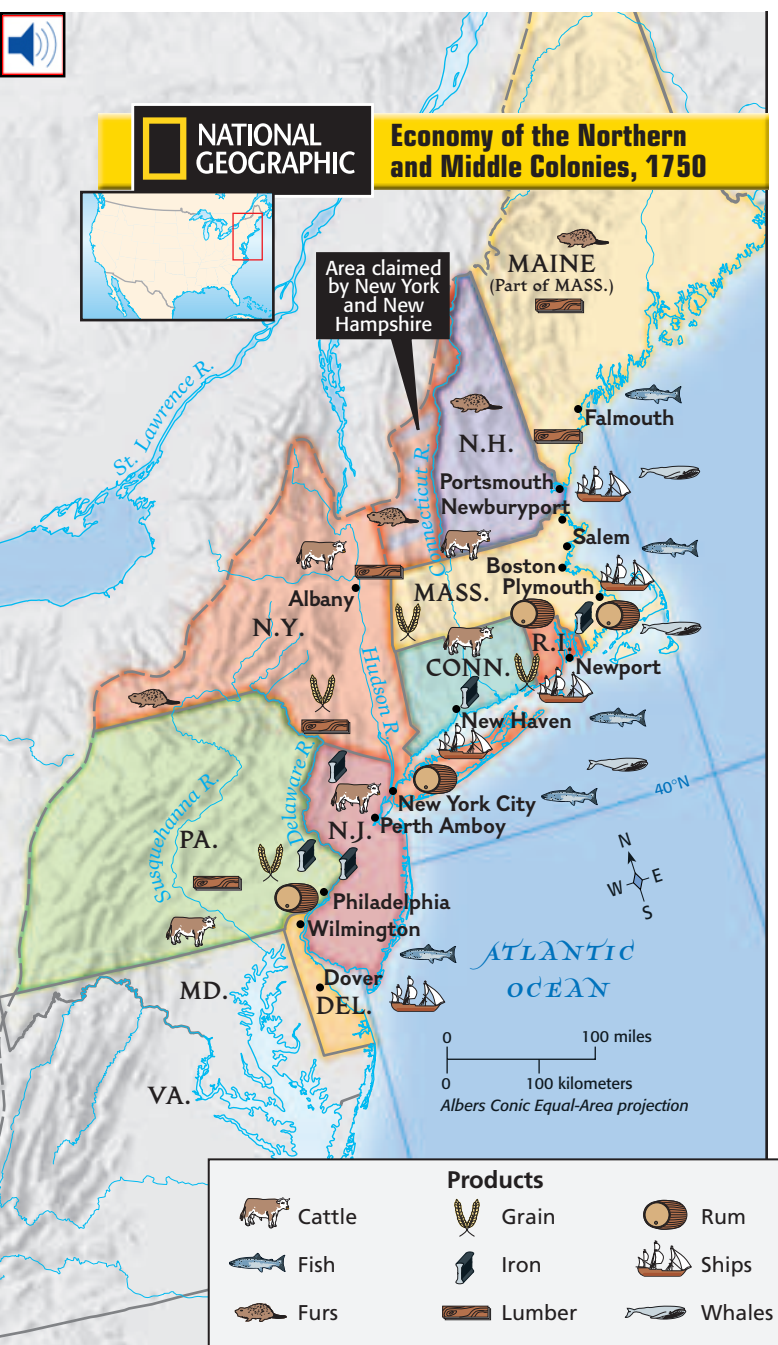 NATIONAL
GEOGRAPHIC
Economy of the Northern
and Middle Colonies, 1750
Area claimed
by New York
and New
Hampshire
MAINE
(Part of MASS.)
St. Lawrence R.
Falmouth
N.H.
Connecticut R.
Portsmouth
Newburyport
Salem
Boston
Plymouth
MASS.
Albany
N.Y.
Hudson R.
R.I.
CONN.
Newport
New Haven
Delaware R.
Susquehanna R.
40°N
New York City
N.J.
Perth Amboy
PA.
N
W
E
S
Philadelphia
Wilmington
ATLANTIC
OCEAN
MD.
Dover
DEL.
0
100 miles
0
100 kilometers
Albers Conic Equal-Area projection
VA.
Products
Cattle
Grain
Rum
Fish
Iron
Ships
Furs
Lumber
Whales